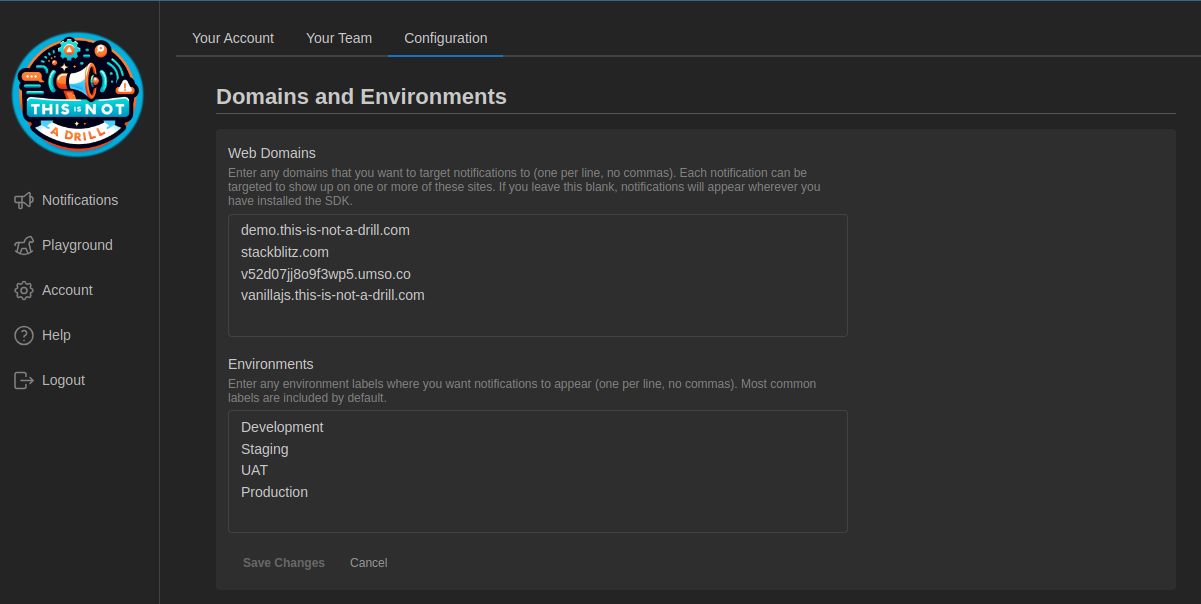 THIS IS NOT
A DRILL
Notifications
Playground
Account
Help
Logout
Your Account
Your Team
Configuration
Domains and Environments
Web Domains
Enter any domains that you want to target notifications to (one per line, no commas). Each notification can be
targeted to show up on one or more of these sites. If you leave this blank, notifications will appear wherever you
have installed the SDK.
demo.this-is-not-a-drill.com
stackblitz.com
v52d07jj8o9f3wp5.umso.co
vanillajs.this-is-not-a-drill.com
Environments
Enter any environment labels where you want notifications to appear (one per line, no commas). Most common
labels are included by default.
Development
Staging
UAT
Production
Save Changes
Cancel